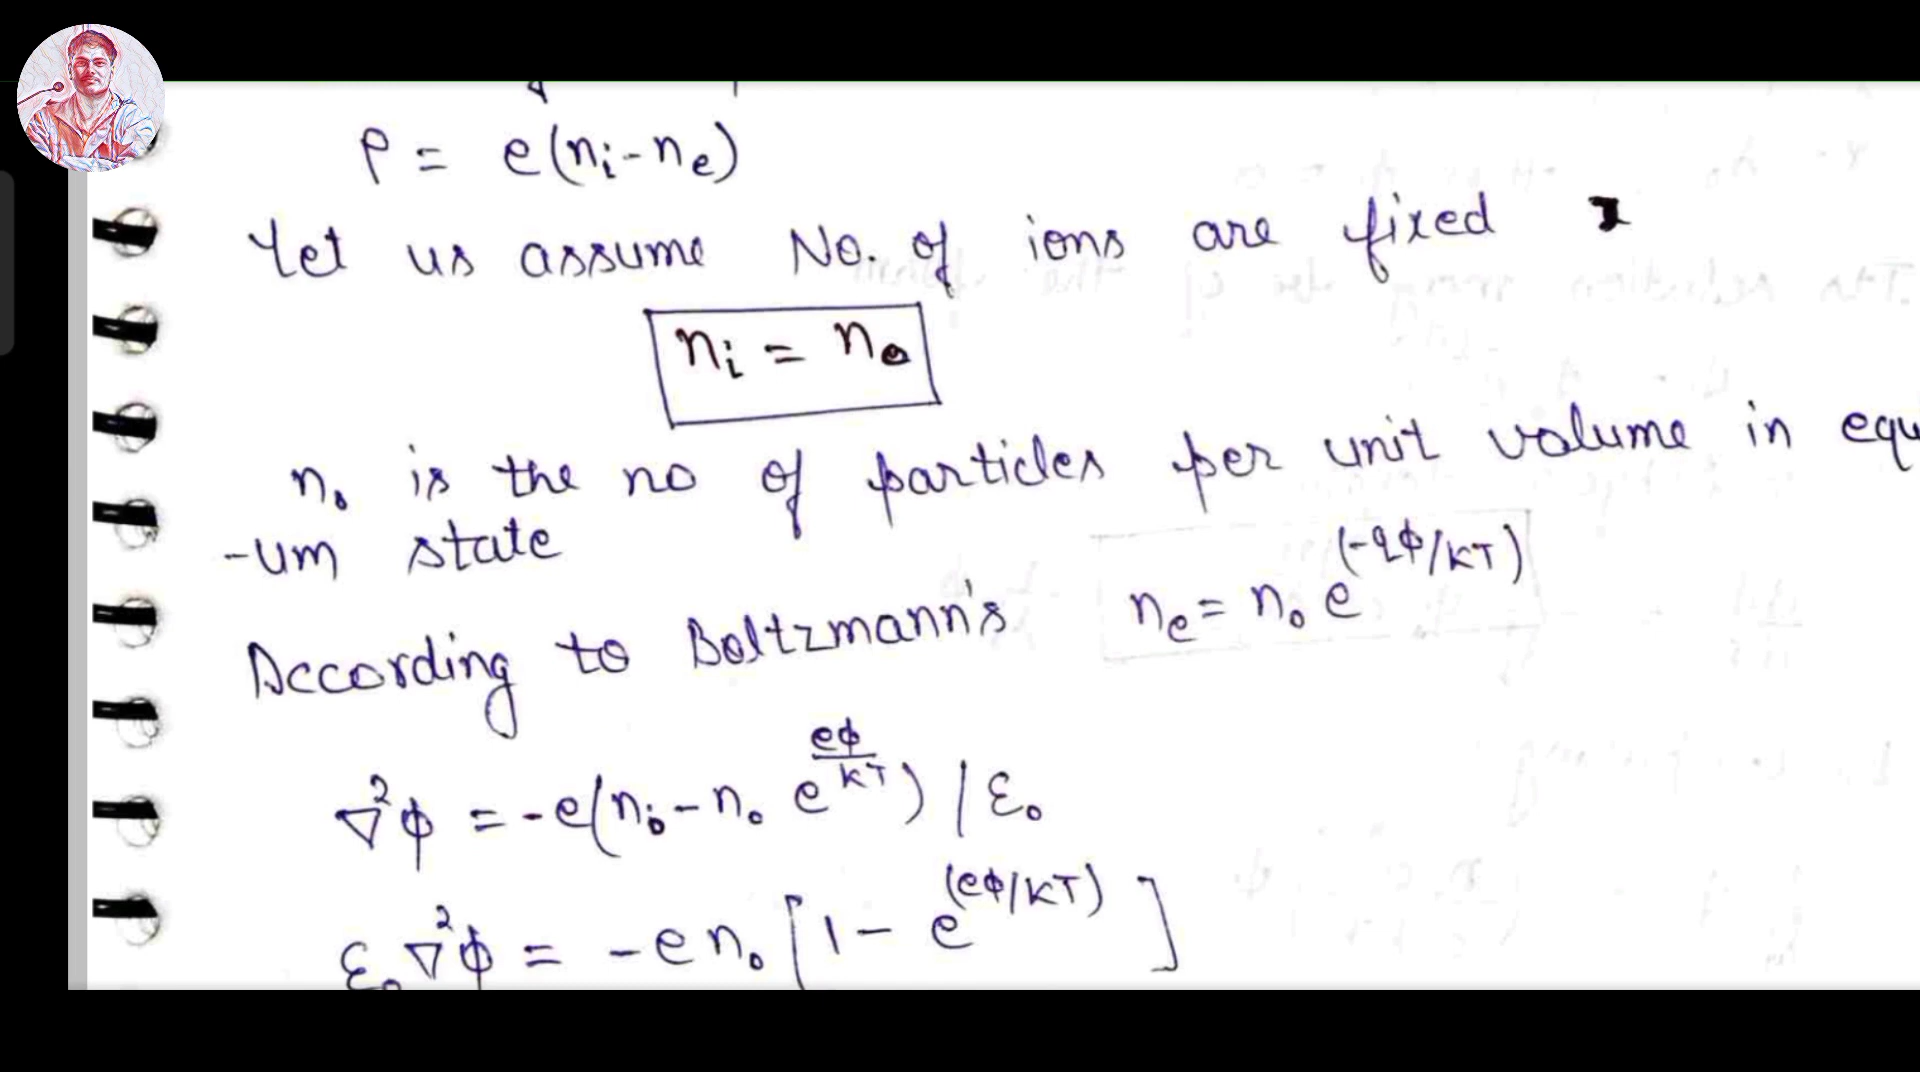 ρ = e(ni-ne)
Let us assume No. of ions are fixed
ni = no
n₀ is the no of particles per unit volume in equ
-um state
According to Boltzmann's ne = n₀ e^(-qϕ/KT)
∇²ϕ = -e(n₀ - n₀ e^(eϕ/KT)) / ε₀
ε₀∇²ϕ = -en₀ [1 - e^(eϕ/KT)]